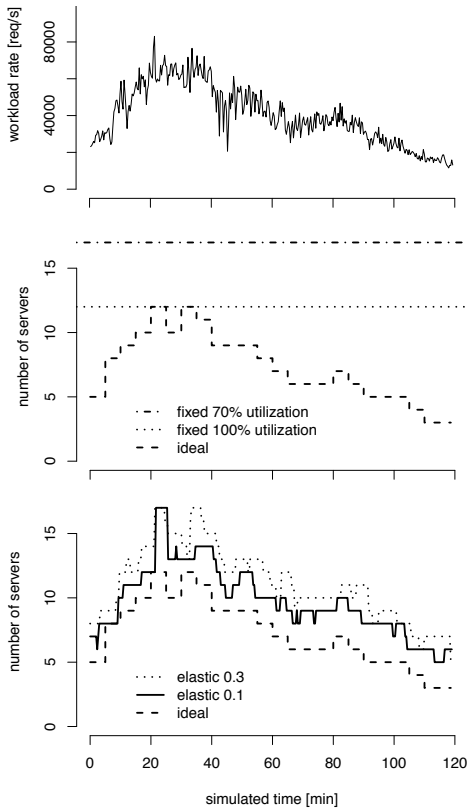 workload rate [req/s]
80000
40000
0
number of servers
15
10
5
0
fixed 70% utilization
fixed 100% utilization
ideal
number of servers
15
10
5
0
elastic 0.3
elastic 0.1
ideal
0 20 40 60 80 100 120
simulated time [min]